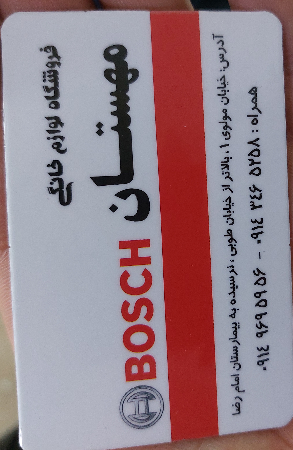 فروشگاه لوازم خانگی
مهستان
BOSCH
آدرس: خیابان مولوی ۱، بالاتر از خیابان طوبی، نرسیده به بیمارستان امام رضا
همراه: ۰۹۱۴ ۳۴۶ ۵۲۵۸ - ۰۹۱۴ ۹۶۹ ۵۹۵۶